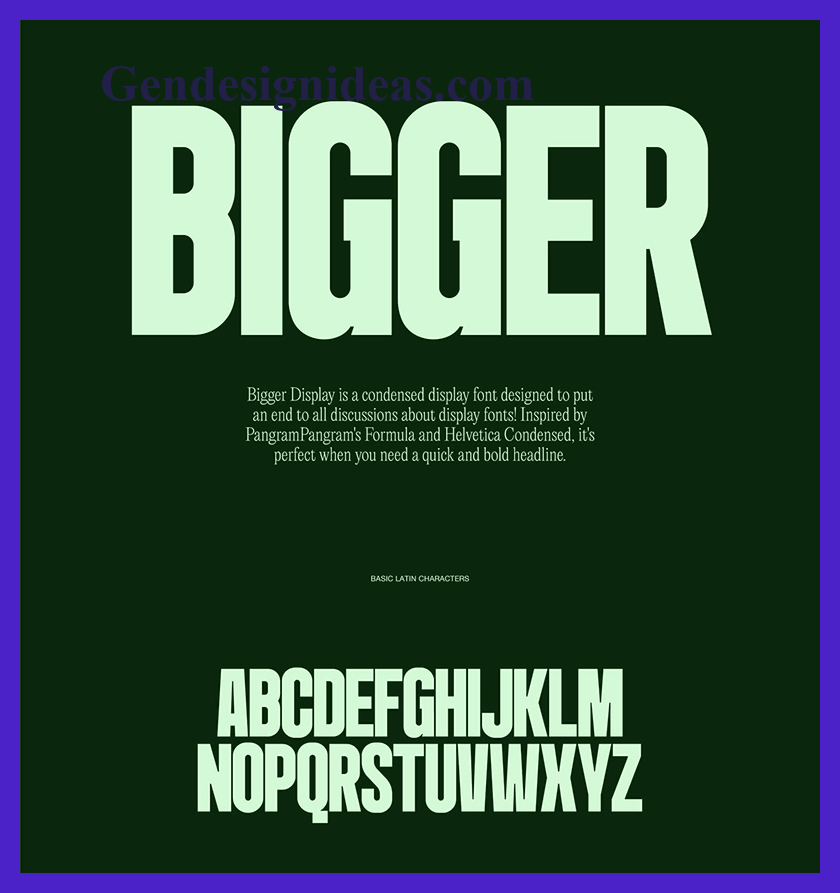 Gendesignideas.com
BIGGER
Bigger Display is a condensed display font designed to put
an end to all discussions about display fonts! Inspired by
PangramPangram's Formula and Helvetica Condensed, it's
perfect when you need a quick and bold headline.
BASIC LATIN CHARACTERS
ABCDEFGHIJKLM
NOPQRSTUVWXYZ